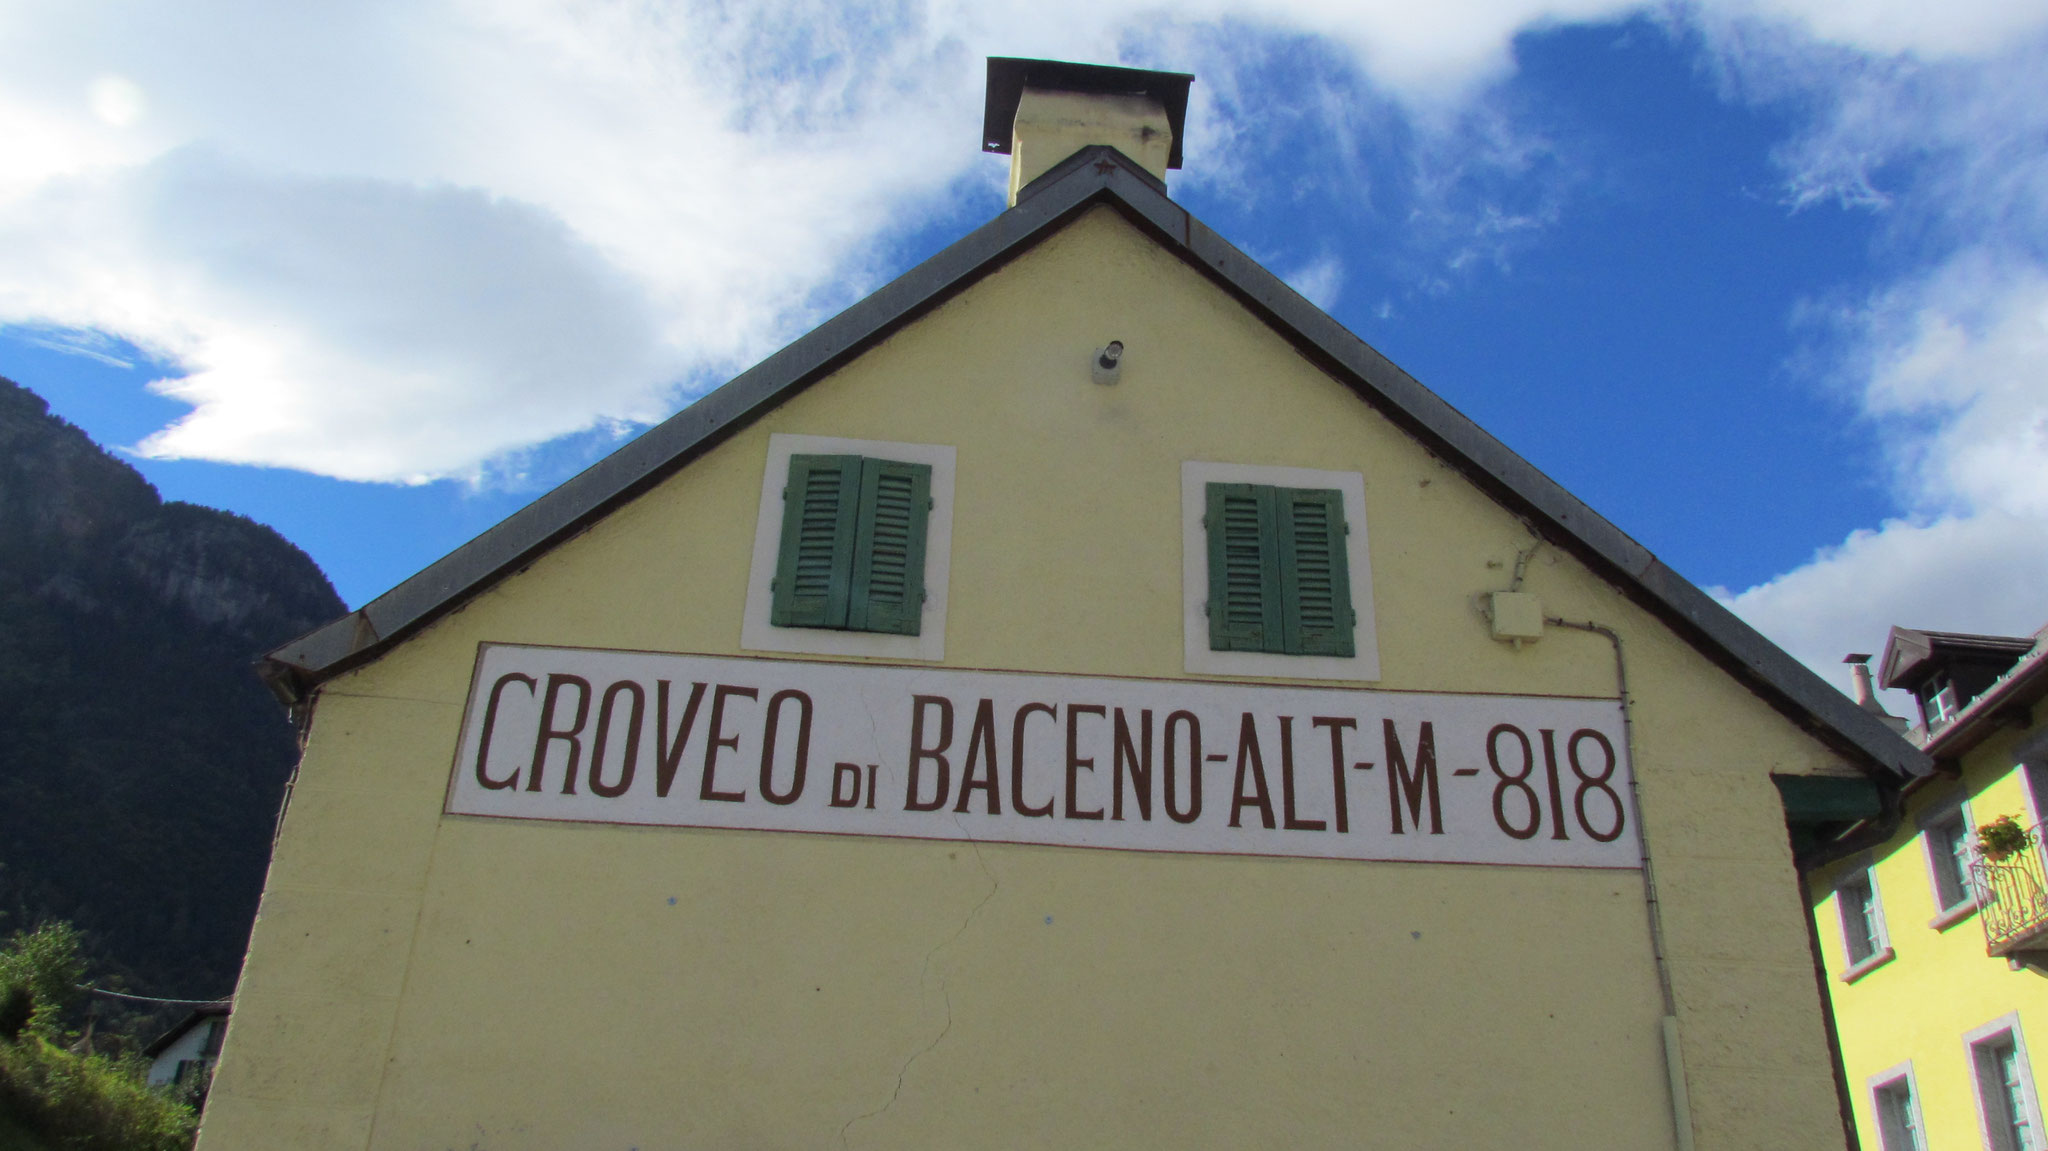 CROVEO DI BACENO-ALT-M-818